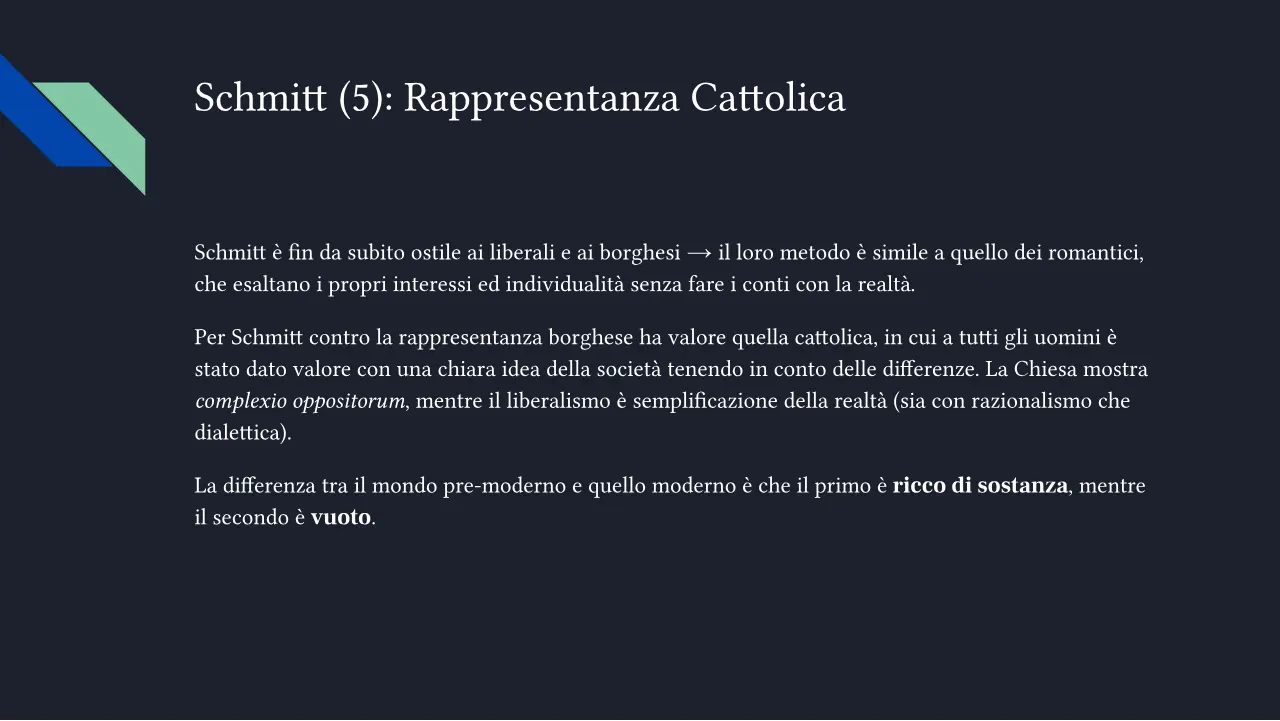 Schmitt (5): Rappresentanza Cattolica
Schmitt è fin da subito ostile ai liberali e ai borghesi → il loro metodo è simile a quello dei romantici,
che esaltano i propri interessi ed individualità senza fare i conti con la realtà.
Per Schmitt contro la rappresentanza borghese ha valore quella cattolica, in cui a tutti gli uomini è
stato dato valore con una chiara idea della società tenendo in conto delle differenze. La Chiesa mostra
complexio oppositorum, mentre il liberalismo è semplificazione della realtà (sia con razionalismo che
dialettica).
La differenza tra il mondo pre-moderno e quello moderno è che il primo è ricco di sostanza, mentre
il secondo è vuoto.